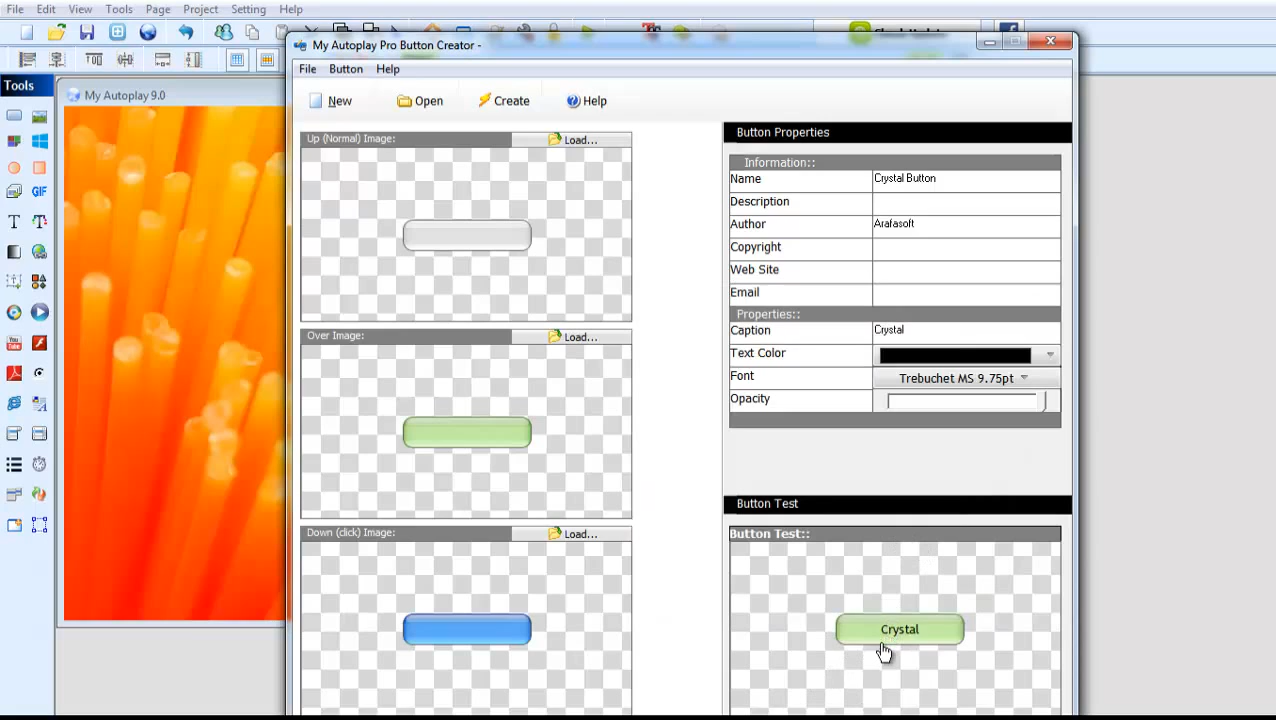 File Edit View Tools Page Project Setting Help
My Autoplay Pro Button Creator -
File Button Help
New Open Create Help
Tools
My Autoplay 9.0
GIF
T T
You
Tube
Up (Normal) Image: Load...
Over Image: Load...
Down (click) Image: Load...
Button Properties
Information::
Name Crystal Button
Description
Author Arafasoft
Copyright
Web Site
Email
Properties::
Caption Crystal
Text Color
Font Trebuchet MS 9.75pt
Opacity
Button Test
Button Test::
Crystal